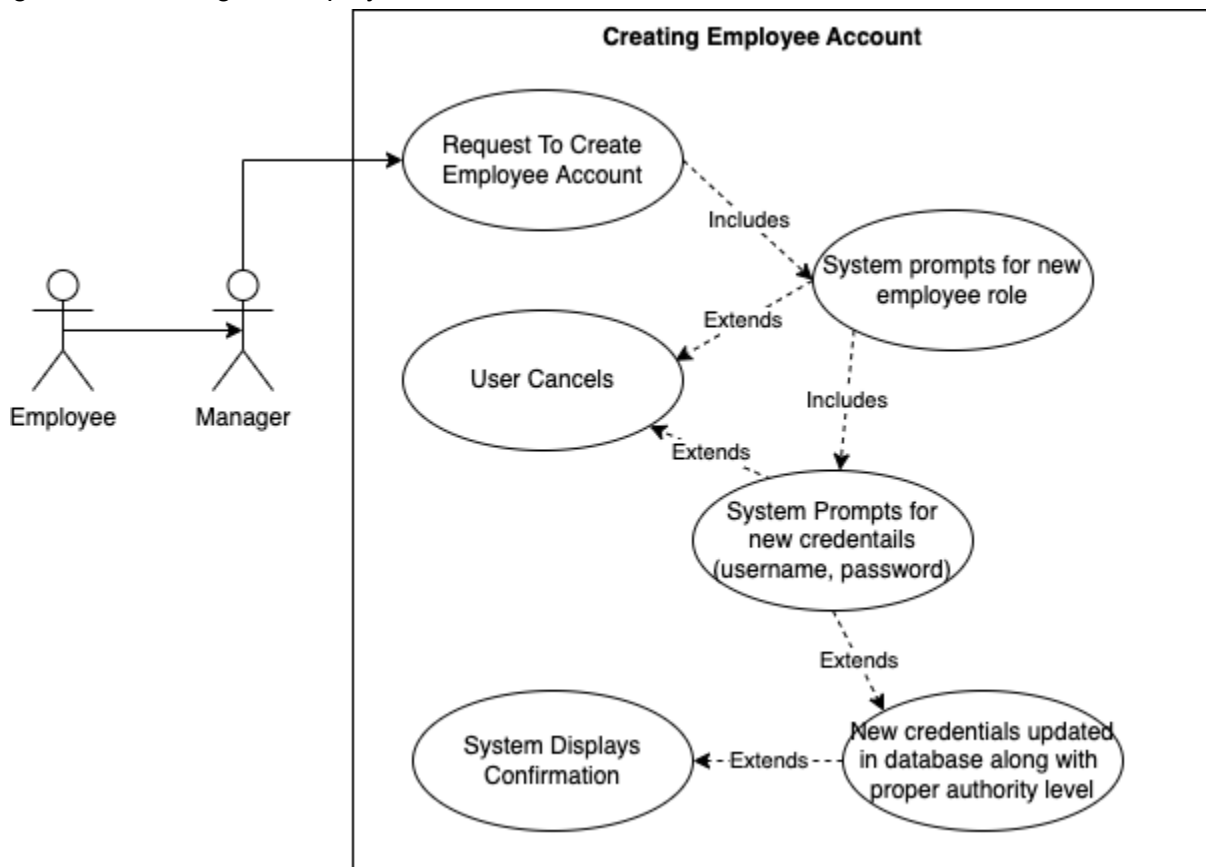 Creating Employee Account
Request To Create
Employee Account
Includes
System prompts for new
employee role
Extends
User Cancels
Includes
Extends
Employee
Manager
System Prompts for
new credentails
(username, password)
Extends
New credentials updated
in database along with
proper authority level
Extends
System Displays
Confirmation